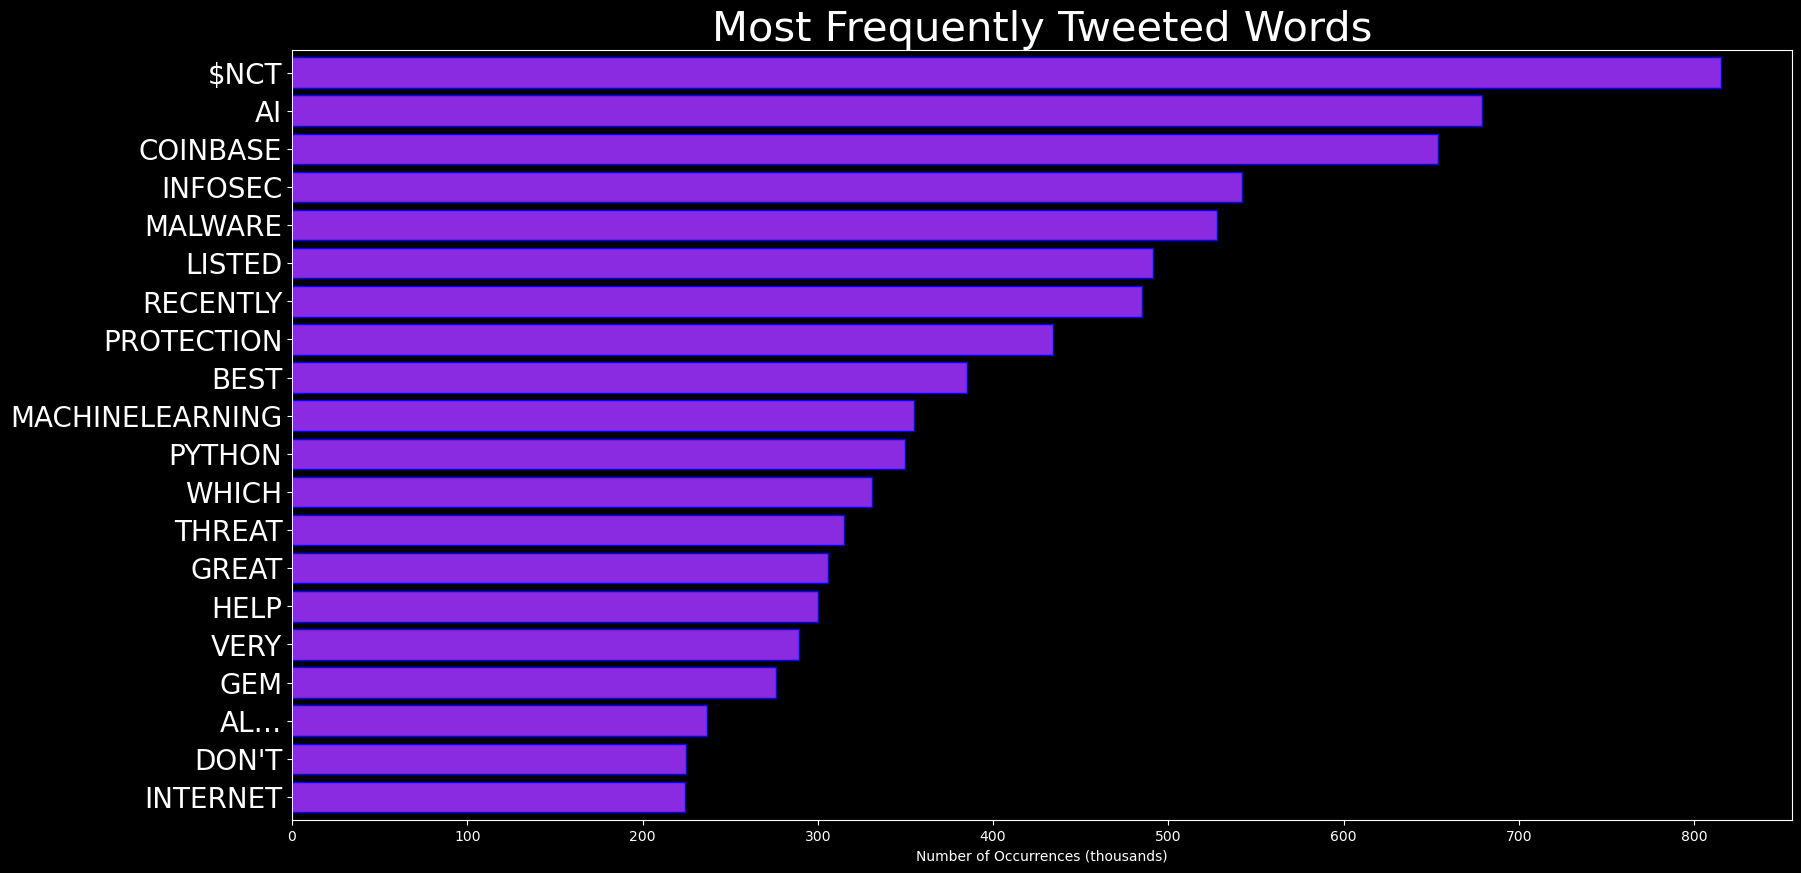 Most Frequently Tweeted Words
$NCT
AI
COINBASE
INFOSEC
MALWARE
LISTED
RECENTLY
PROTECTION
BEST
MACHINELEARNING
PYTHON
WHICH
THREAT
GREAT
HELP
VERY
GEM
AL...
DON'T
INTERNET
0 100 200 300 400 500 600 700 800
Number of Occurrences (thousands)